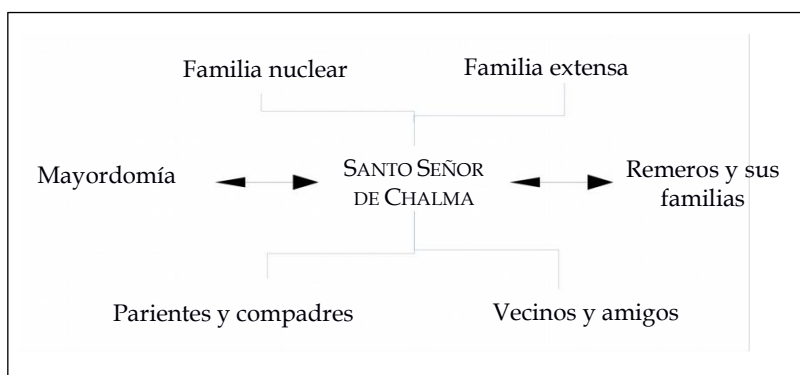 Familia nuclear
Familia extensa
Mayordomía
SANTO SEÑOR
DE CHALMA
Remeros y sus
familias
Parientes y compadres
Vecinos y amigos